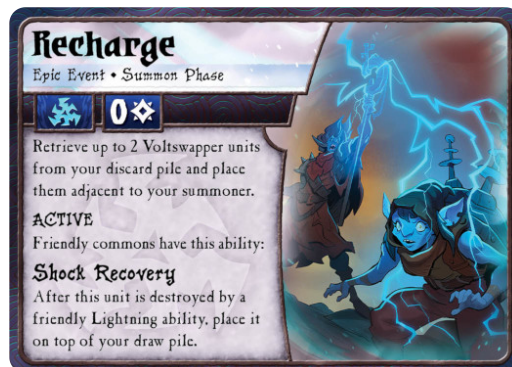 Recharge
Epic Event • Summon Phase
0
Retrieve up to 2 Voltswapper units
from your discard pile and place
them adjacent to your summoner.
ACTIVE
Friendly commons have this ability:
Shock Recovery
After this unit is destroyed by a
friendly Lightning ability, place it
on top of your draw pile.